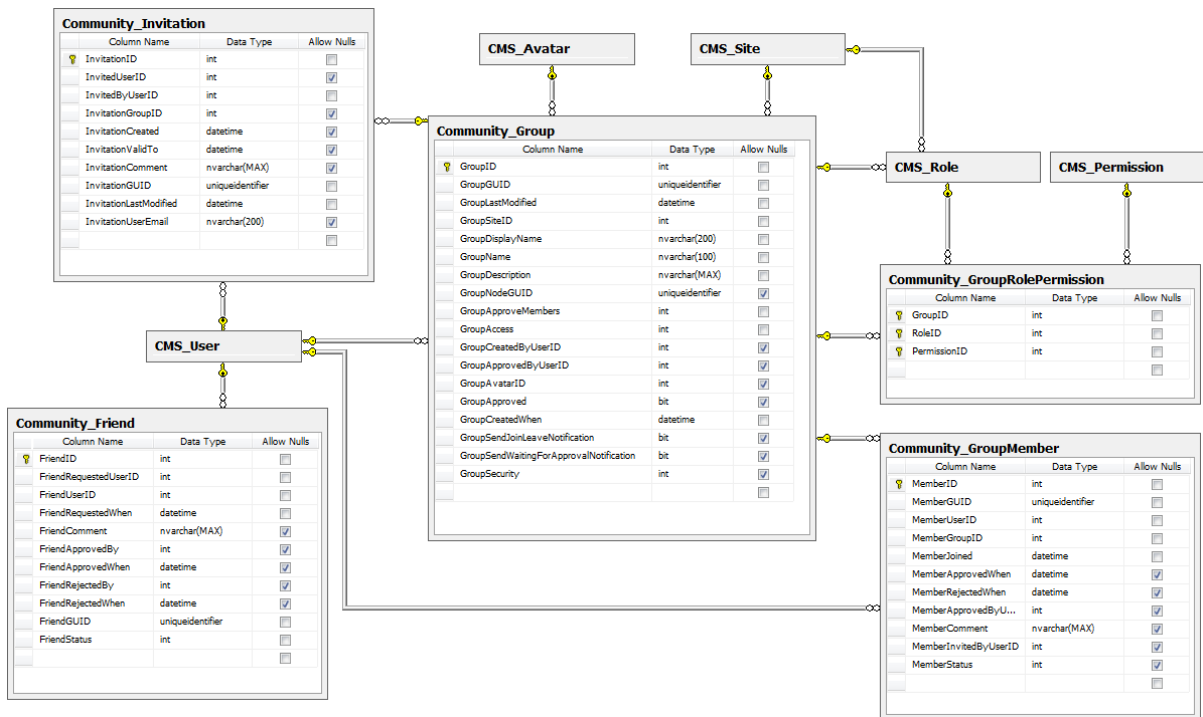 Community_Invitation
Column Name Data Type Allow Nulls
InvitationID int
InvitedUserID int
InvitedByUserID int
InvitationGroupID int
InvitationCreated datetime
InvitationValidTo datetime
InvitationComment nvarchar(MAX)
InvitationGUID uniqueidentifier
InvitationLastModified datetime
InvitationUserEmail nvarchar(200)
CMS_Avatar
CMS_Site
Community_Group
Column Name Data Type Allow Nulls
GroupID int
GroupGUID uniqueidentifier
GroupLastModified datetime
GroupSiteID int
GroupDisplayName nvarchar(200)
GroupName nvarchar(100)
GroupDescription nvarchar(MAX)
GroupNodeGUID uniqueidentifier
GroupApproveMembers int
GroupAccess int
GroupCreatedByUserID int
GroupApprovedByUserID int
GroupAvatarID int
GroupApproved bit
GroupCreatedWhen datetime
GroupSendJoinLeaveNotification bit
GroupSendWaitingForApprovalNotification bit
GroupSecurity int
CMS_Role
CMS_Permission
Community_GroupRolePermission
Column Name Data Type Allow Nulls
GroupID int
RoleID int
PermissionID int
CMS_User
Community_Friend
Column Name Data Type Allow Nulls
FriendID int
FriendRequestedUserID int
FriendUserID int
FriendRequestedWhen datetime
FriendComment nvarchar(MAX)
FriendApprovedBy int
FriendApprovedWhen datetime
FriendRejectedBy int
FriendRejectedWhen datetime
FriendGUID uniqueidentifier
FriendStatus int
Community_GroupMember
Column Name Data Type Allow Nulls
MemberID int
MemberGUID uniqueidentifier
MemberUserID int
MemberGroupID int
MemberJoined datetime
MemberApprovedWhen datetime
MemberRejectedWhen datetime
MemberApprovedByU... int
MemberComment nvarchar(MAX)
MemberInvitedByUserID int
MemberStatus int